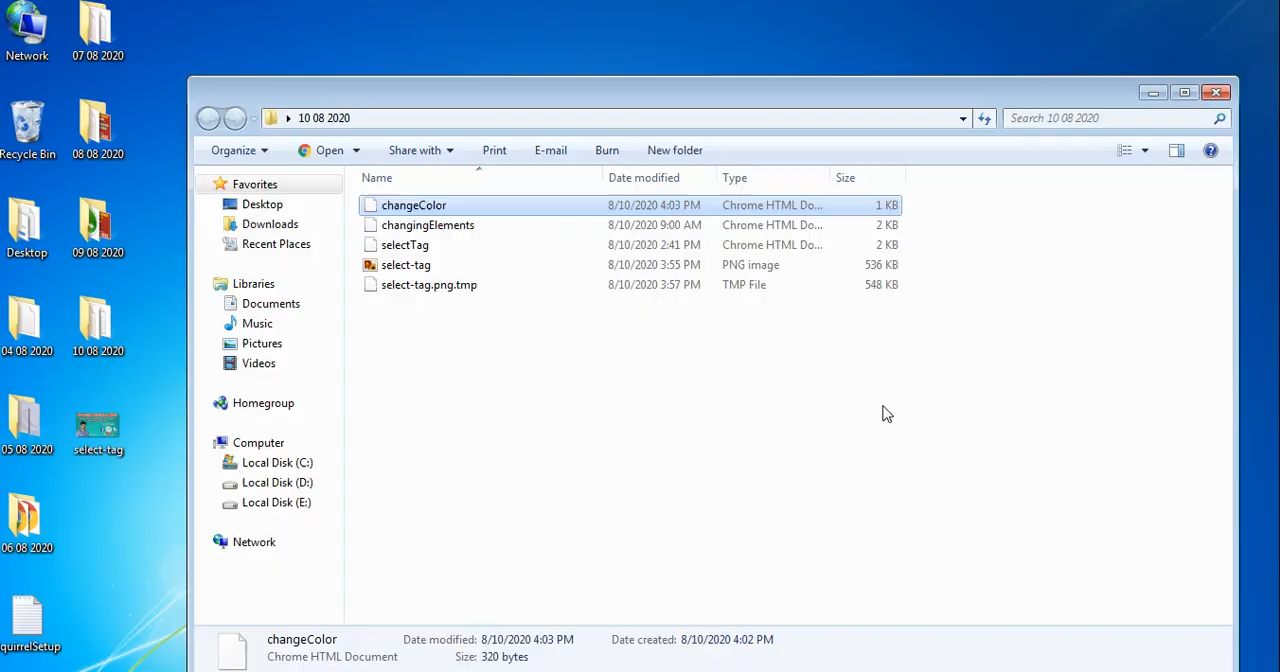 Network
07 08 2020
Recycle Bin
08 08 2020
Desktop
09 08 2020
04 08 2020
10 08 2020
05 08 2020
select-tag
06 08 2020
quirrelSetup
10 08 2020
Search 10 08 2020
Organize
Open
Share with
Print
E-mail
Burn
New folder
Favorites
Desktop
Downloads
Recent Places
Libraries
Documents
Music
Pictures
Videos
Homegroup
Computer
Local Disk (C:)
Local Disk (D:)
Local Disk (E:)
Network
Name Date modified Type Size
changeColor 8/10/2020 4:03 PM Chrome HTML Do... 1 KB
changingElements 8/10/2020 9:00 AM Chrome HTML Do... 2 KB
selectTag 8/10/2020 2:41 PM Chrome HTML Do... 2 KB
select-tag 8/10/2020 3:55 PM PNG image 536 KB
select-tag.png.tmp 8/10/2020 3:57 PM TMP File 548 KB
changeColor Date modified: 8/10/2020 4:03 PM Date created: 8/10/2020 4:02 PM
Chrome HTML Document Size: 320 bytes